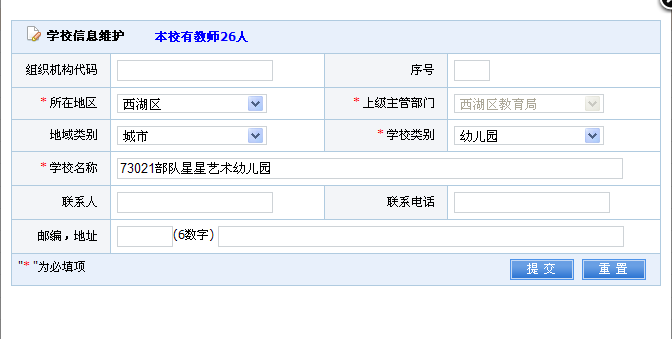 学校信息维护 本校有教师26人
组织机构代码 序号
*所在地区 西湖区 *上级主管部门 西湖区教育局
地域类别 城市 *学校类别 幼儿园
*学校名称 73021部队星星艺术幼儿园
联系人 联系电话
邮编，地址 (6数字)
"*"为必填项 提 交 重 置